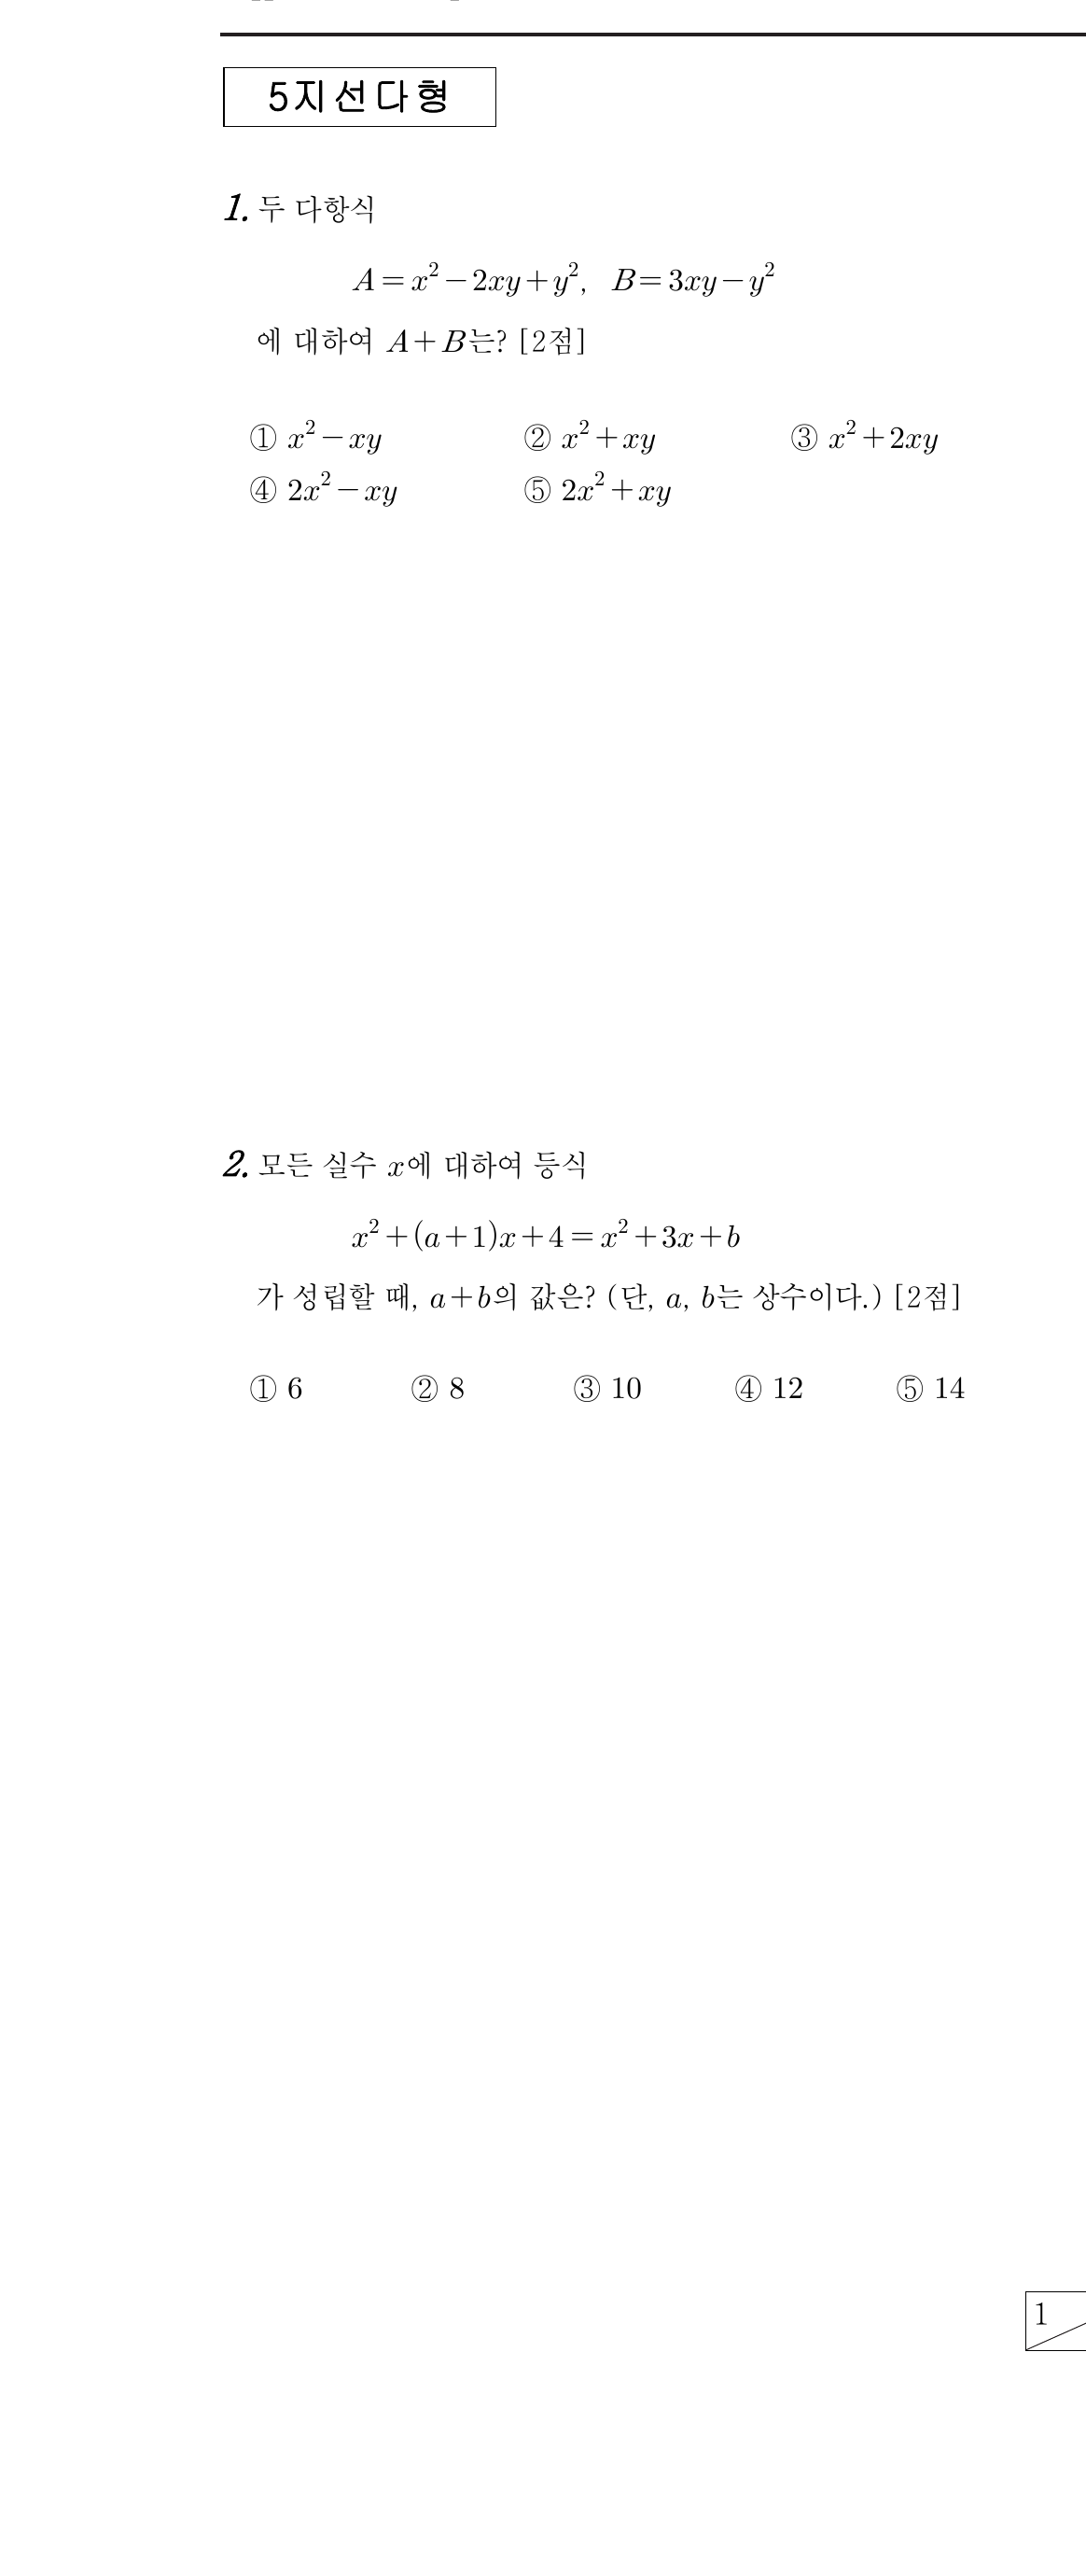 5지선다형
1. 두 다항식
A = x² − 2xy + y², B = 3xy − y²
에 대하여 A + B는? [2점]
① x² − xy ② x² + xy ③ x² + 2xy
④ 2x² − xy ⑤ 2x² + xy
2. 모든 실수 x에 대하여 등식
x² + (a + 1)x + 4 = x² + 3x + b
가 성립할 때, a + b의 값은? (단, a, b는 상수이다.) [2점]
① 6 ② 8 ③ 10 ④ 12 ⑤ 14
1